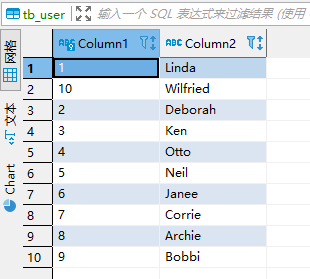 tb_user 输入一个 SQL 表达式来过滤结果 (使用
网格
文本
Chart
ABC Column1 ABC Column2
1 1 Linda
2 10 Wilfried
3 2 Deborah
4 3 Ken
5 4 Otto
6 5 Neil
7 6 Janee
8 7 Corrie
9 8 Archie
10 9 Bobbi